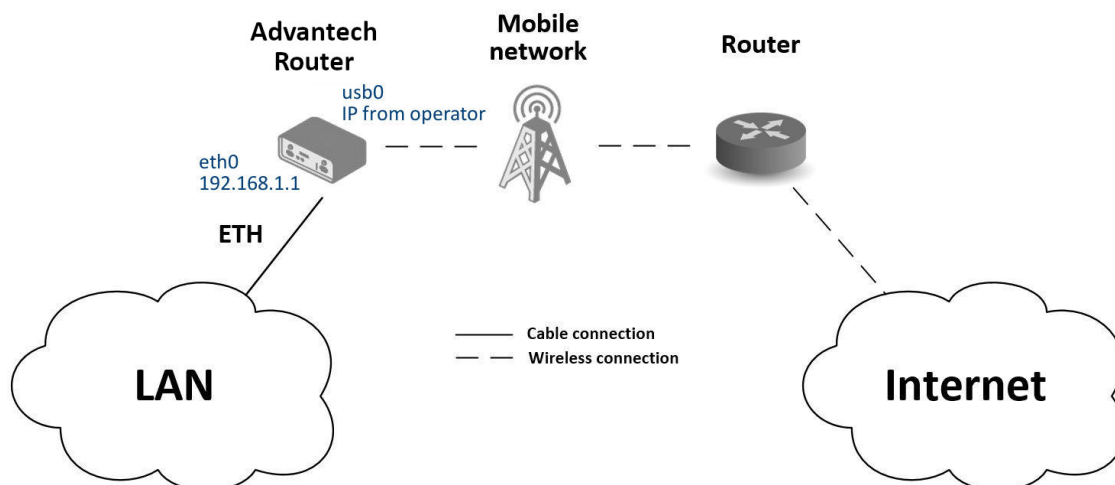 Advantech
Router
Mobile
network
Router
usb0
IP from operator
eth0
192.168.1.1
ETH
Cable connection
Wireless connection
LAN
Internet